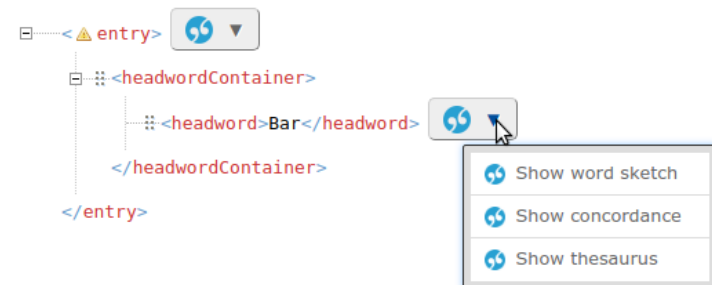 <entry>
<headwordContainer>
<headword>Bar</headword>
</headwordContainer>
</entry>
Show word sketch
Show concordance
Show thesaurus